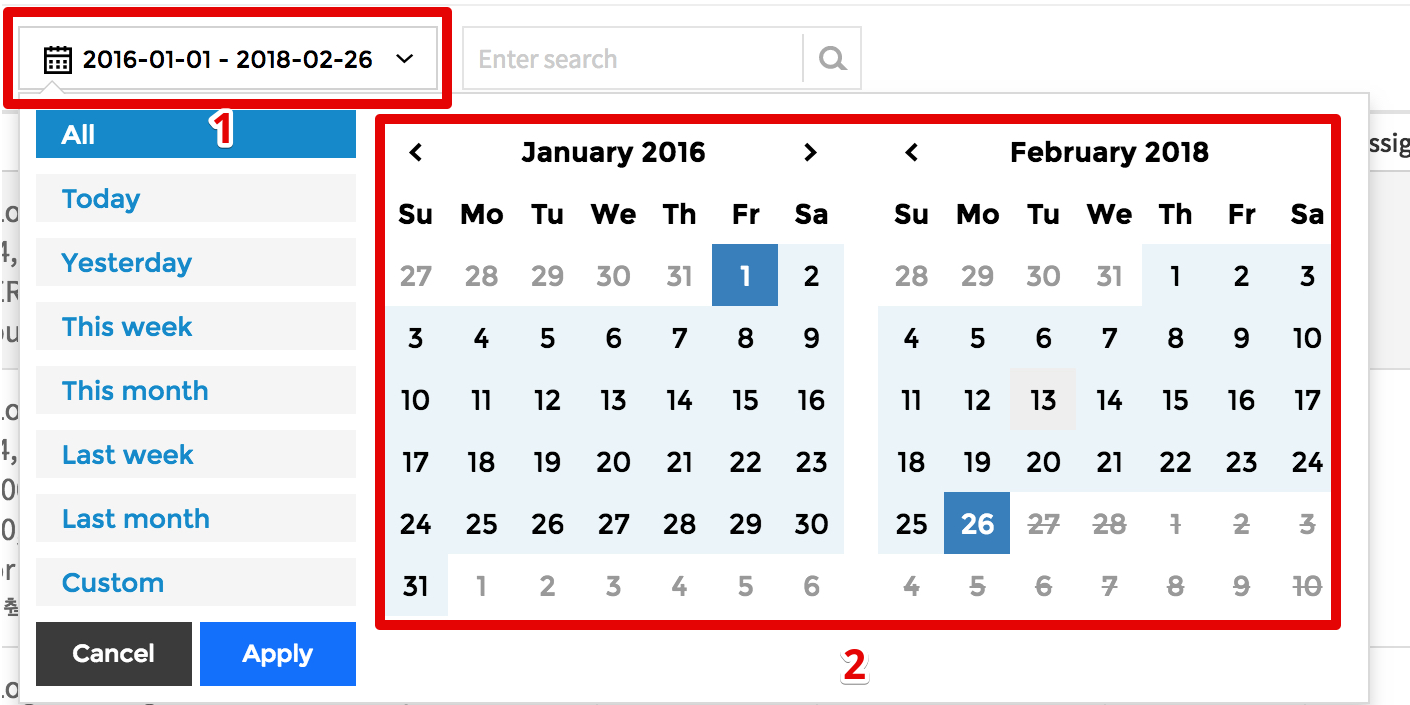 2016-01-01 - 2018-02-26
Enter search
1
All
Today
Yesterday
This week
This month
Last week
Last month
Custom
Cancel Apply
January 2016
Su Mo Tu We Th Fr Sa
27 28 29 30 31 1 2
3 4 5 6 7 8 9
10 11 12 13 14 15 16
17 18 19 20 21 22 23
24 25 26 27 28 29 30
31 1 2 3 4 5 6
February 2018
Su Mo Tu We Th Fr Sa
28 29 30 31 1 2 3
4 5 6 7 8 9 10
11 12 13 14 15 16 17
18 19 20 21 22 23 24
25 26 27 28 1 2 3
4 5 6 7 8 9 10
2
ssig